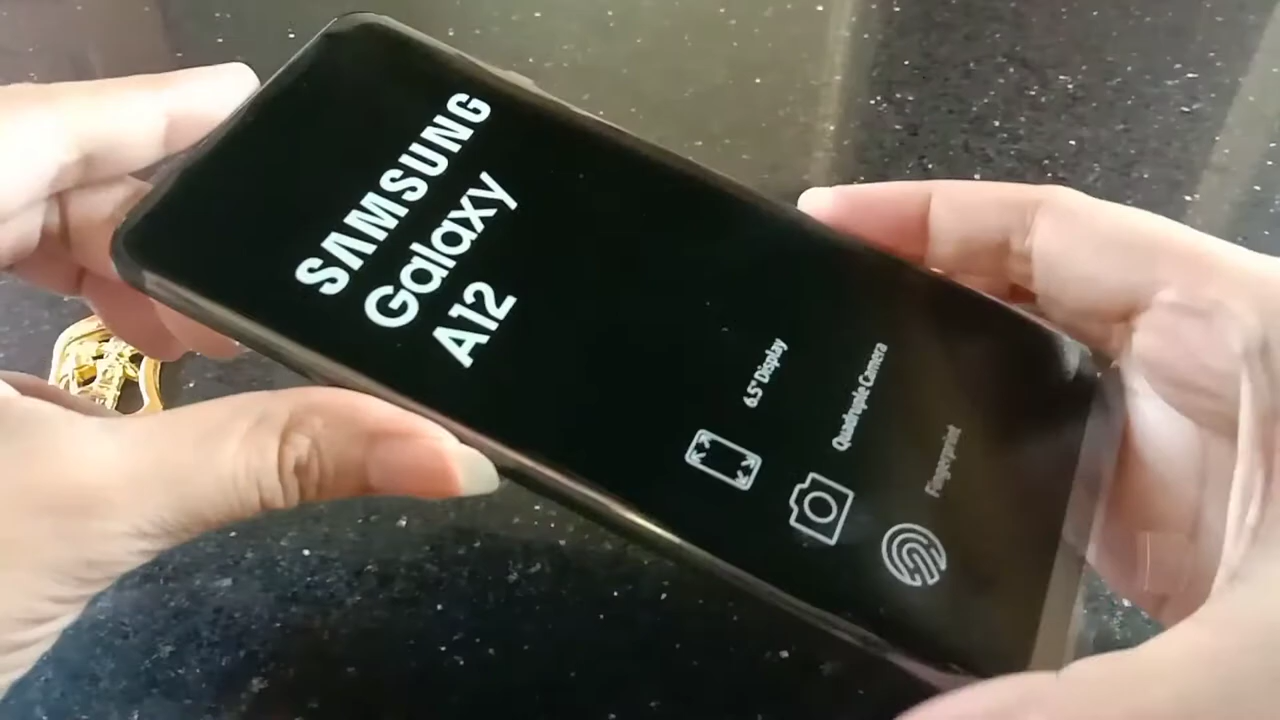 SAMSUNG
Galaxy
A12
6.5" Display
Quadruple Camera
Fingerprint